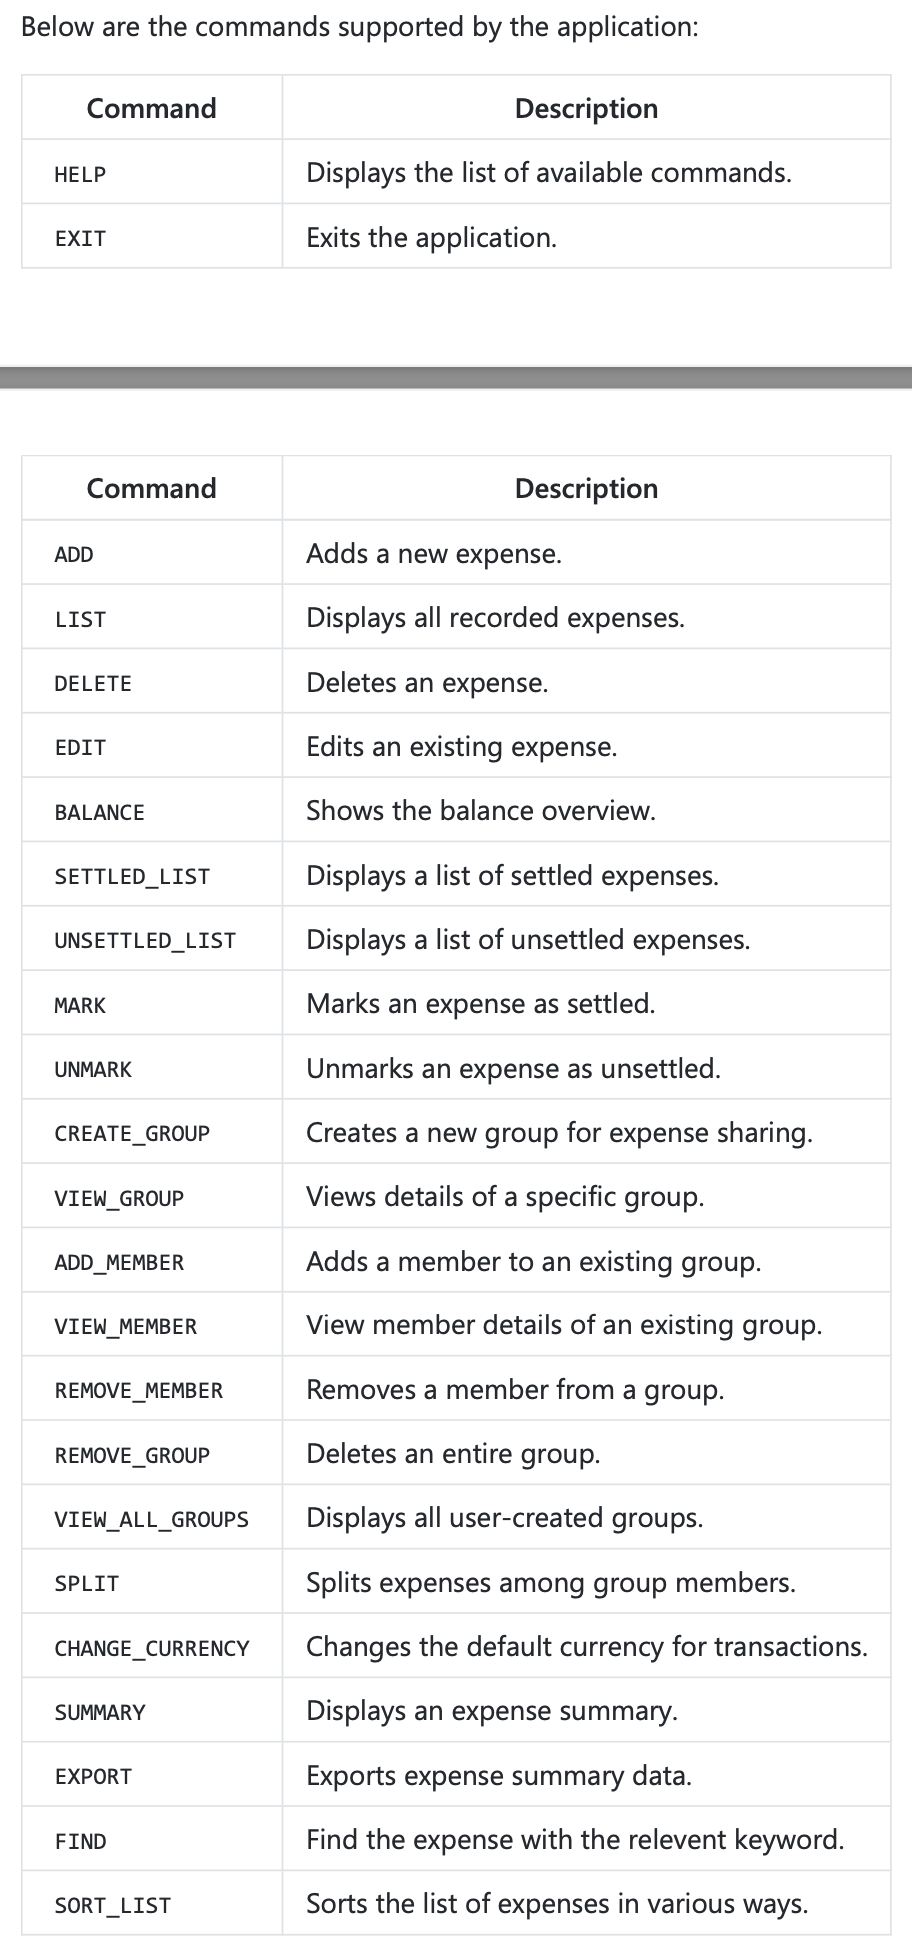 Below are the commands supported by the application:
Command Description
HELP Displays the list of available commands.
EXIT Exits the application.
Command Description
ADD Adds a new expense.
LIST Displays all recorded expenses.
DELETE Deletes an expense.
EDIT Edits an existing expense.
BALANCE Shows the balance overview.
SETTLED_LIST Displays a list of settled expenses.
UNSETTLED_LIST Displays a list of unsettled expenses.
MARK Marks an expense as settled.
UNMARK Unmarks an expense as unsettled.
CREATE_GROUP Creates a new group for expense sharing.
VIEW_GROUP Views details of a specific group.
ADD_MEMBER Adds a member to an existing group.
VIEW_MEMBER View member details of an existing group.
REMOVE_MEMBER Removes a member from a group.
REMOVE_GROUP Deletes an entire group.
VIEW_ALL_GROUPS Displays all user-created groups.
SPLIT Splits expenses among group members.
CHANGE_CURRENCY Changes the default currency for transactions.
SUMMARY Displays an expense summary.
EXPORT Exports expense summary data.
FIND Find the expense with the relevent keyword.
SORT_LIST Sorts the list of expenses in various ways.